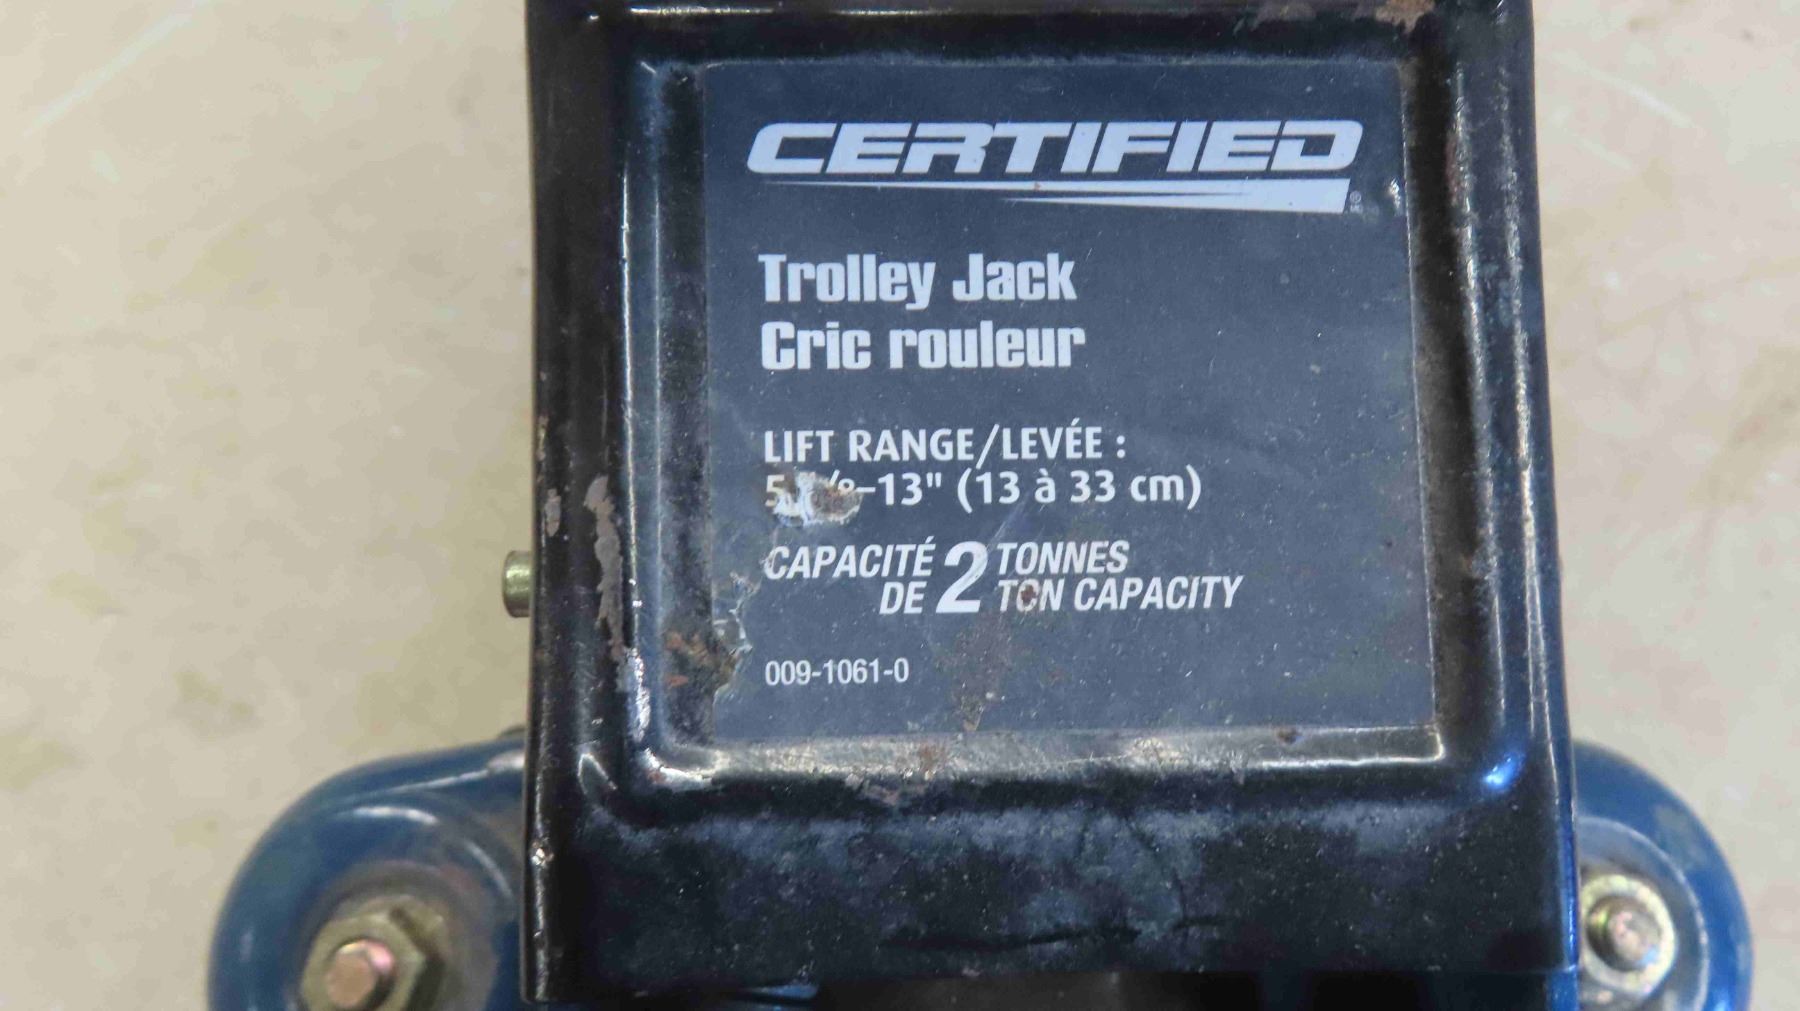 CERTIFIED
Trolley Jack
Cric rouleur
LIFT RANGE/LEVÉE :
–13" (13 à 33 cm)
CAPACITÉ DE 2 TONNES
TON CAPACITY
009-1061-0